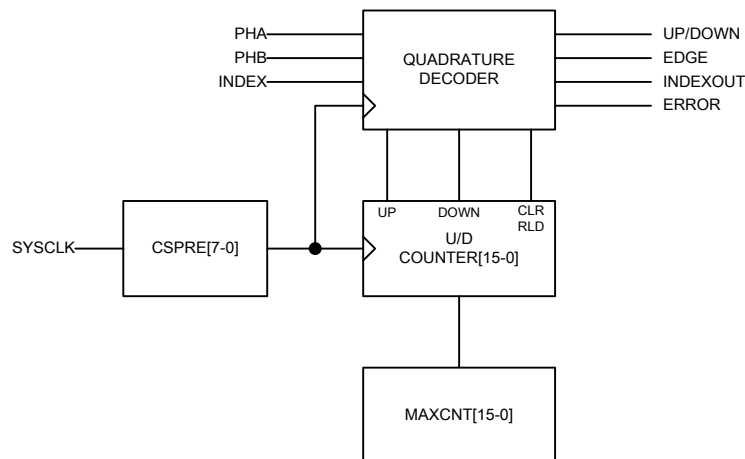 PHA
PHB
INDEX
QUADRATURE
DECODER
UP/DOWN
EDGE
INDEXOUT
ERROR
SYSCLK
CSPRE[7-0]
UP
DOWN
CLR
RLD
U/D
COUNTER[15-0]
MAXCNT[15-0]